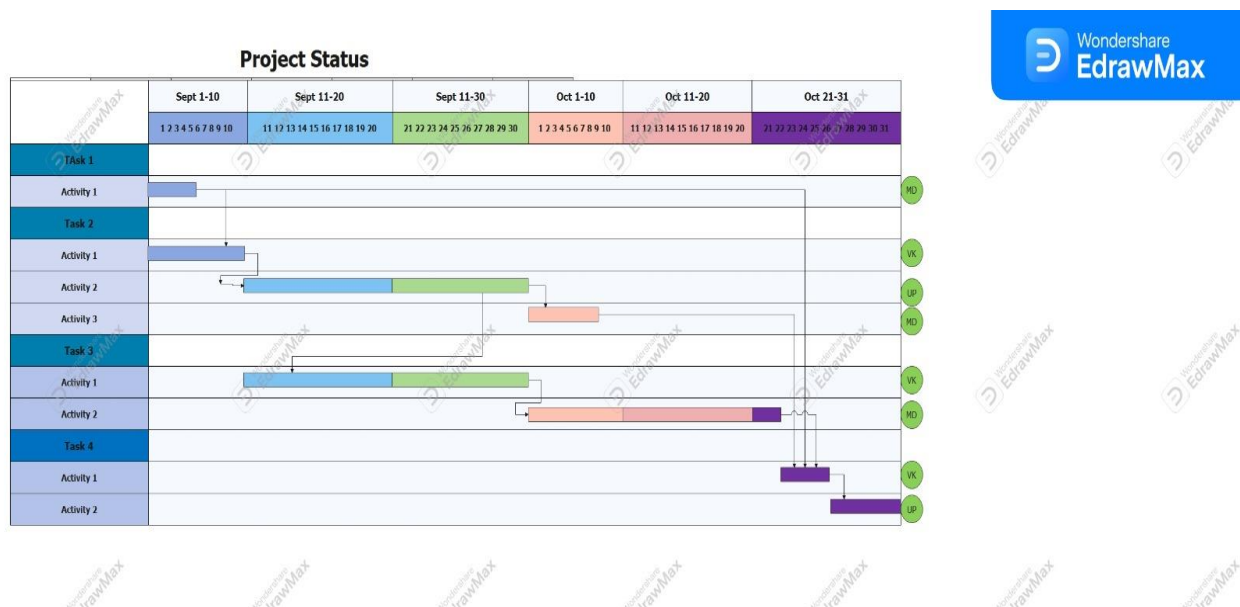 Wondershare
EdrawMax
Project Status
Sept 1-10 Sept 11-20 Sept 11-30 Oct 1-10 Oct 11-20 Oct 21-31
1 2 3 4 5 6 7 8 9 10 11 12 13 14 15 16 17 18 19 20 21 22 23 24 25 26 27 28 29 30 1 2 3 4 5 6 7 8 9 10 11 12 13 14 15 16 17 18 19 20 21 22 23 24 25 26 27 28 29 30 31
TAsk 1
Activity 1 MD
Task 2
Activity 1 VK
Activity 2 UP
Activity 3 MD
Task 3
Activity 1 VK
Activity 2 MD
Task 4
Activity 1 VK
Activity 2 UP